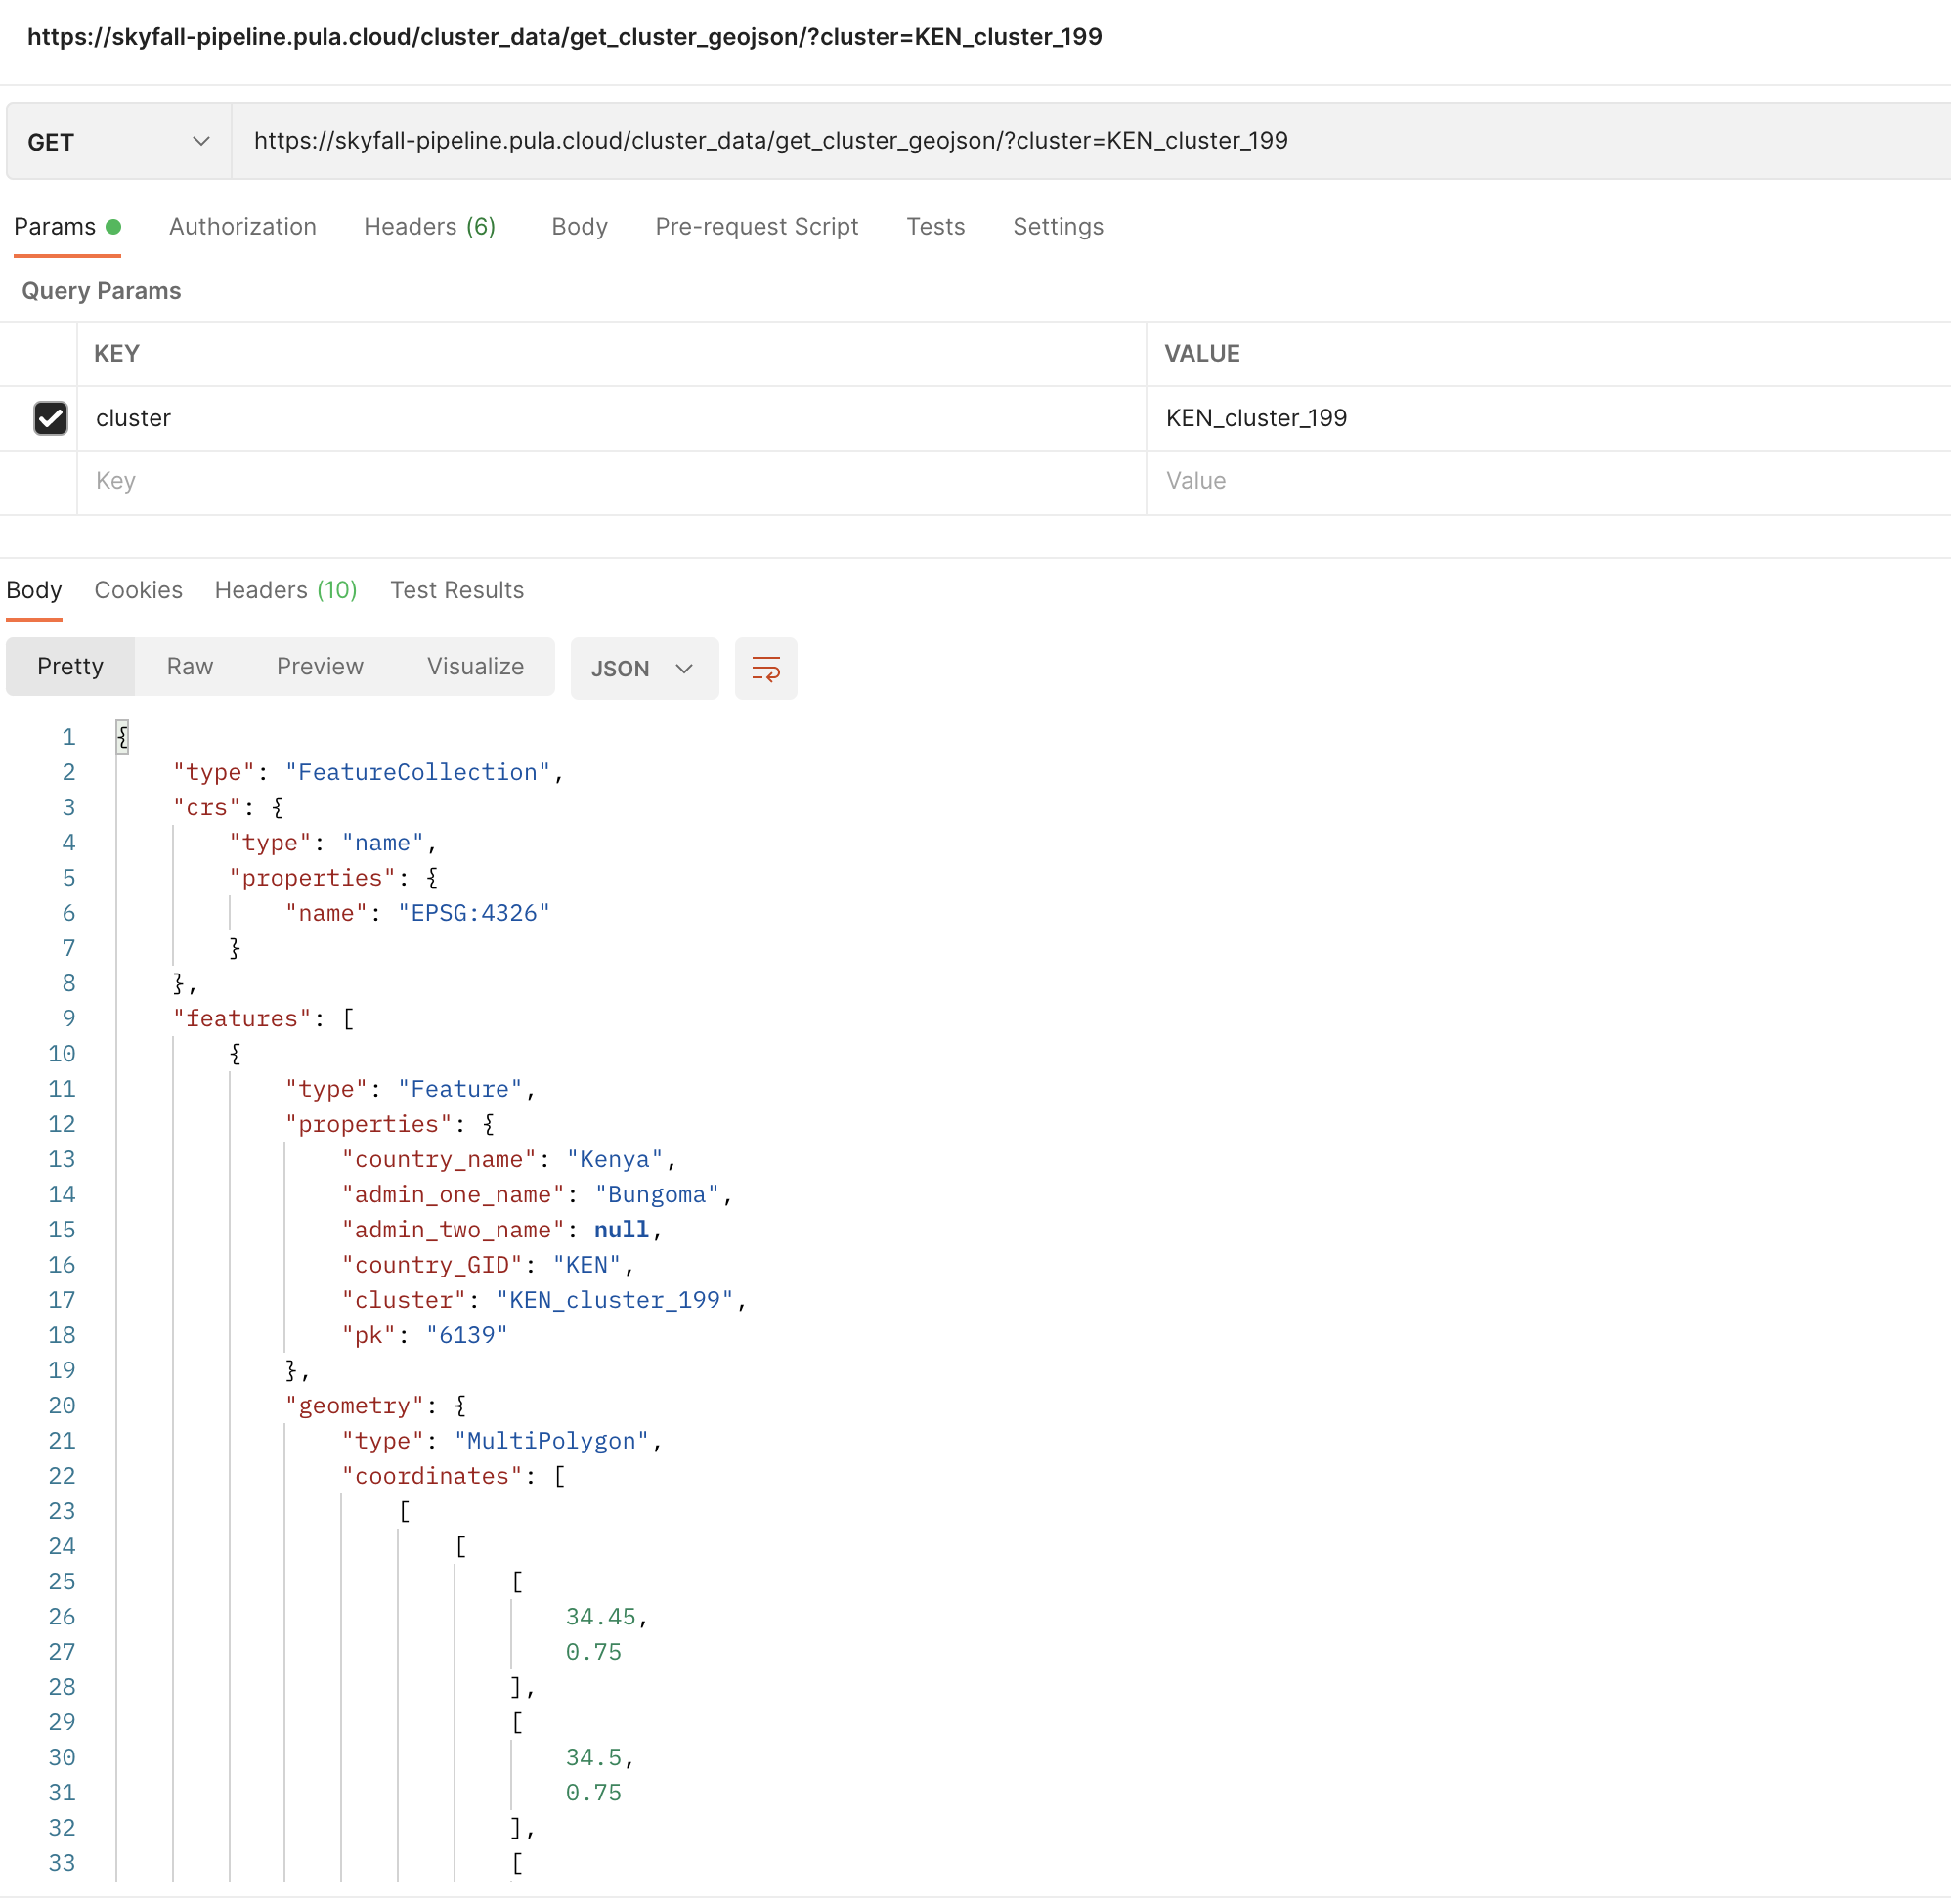 https://skyfall-pipeline.pula.cloud/cluster_data/get_cluster_geojson/?cluster=KEN_cluster_199
GET https://skyfall-pipeline.pula.cloud/cluster_data/get_cluster_geojson/?cluster=KEN_cluster_199
Params Authorization Headers (6) Body Pre-request Script Tests Settings
Query Params
KEY VALUE
cluster KEN_cluster_199
Key Value
Body Cookies Headers (10) Test Results
Pretty Raw Preview Visualize JSON
1 {
2 "type": "FeatureCollection",
3 "crs": {
4 "type": "name",
5 "properties": {
6 "name": "EPSG:4326"
7 }
8 },
9 "features": [
10 {
11 "type": "Feature",
12 "properties": {
13 "country_name": "Kenya",
14 "admin_one_name": "Bungoma",
15 "admin_two_name": null,
16 "country_GID": "KEN",
17 "cluster": "KEN_cluster_199",
18 "pk": "6139"
19 },
20 "geometry": {
21 "type": "MultiPolygon",
22 "coordinates": [
23 [
24 [
25 [
26 34.45,
27 0.75
28 ],
29 [
30 34.5,
31 0.75
32 ],
33 [